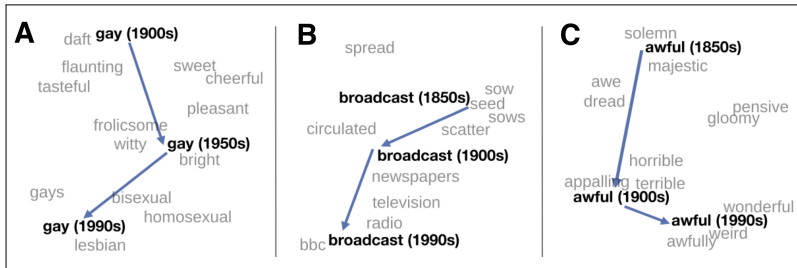 A
daft gay (1900s)
flaunting sweet
tasteful cheerful
pleasant
frolicsome
witty gay (1950s)
bright
gays bisexual
homosexual
gay (1990s)
lesbian
B
spread
broadcast (1850s) sow
seed
sows
circulated scatter
broadcast (1900s)
newspapers
television
radio
bbc broadcast (1990s)
C
solemn
awful (1850s)
majestic
awe
dread pensive
gloomy
horrible
appalling terrible
awful (1900s)
wonderful
awful (1990s)
weird
awfully